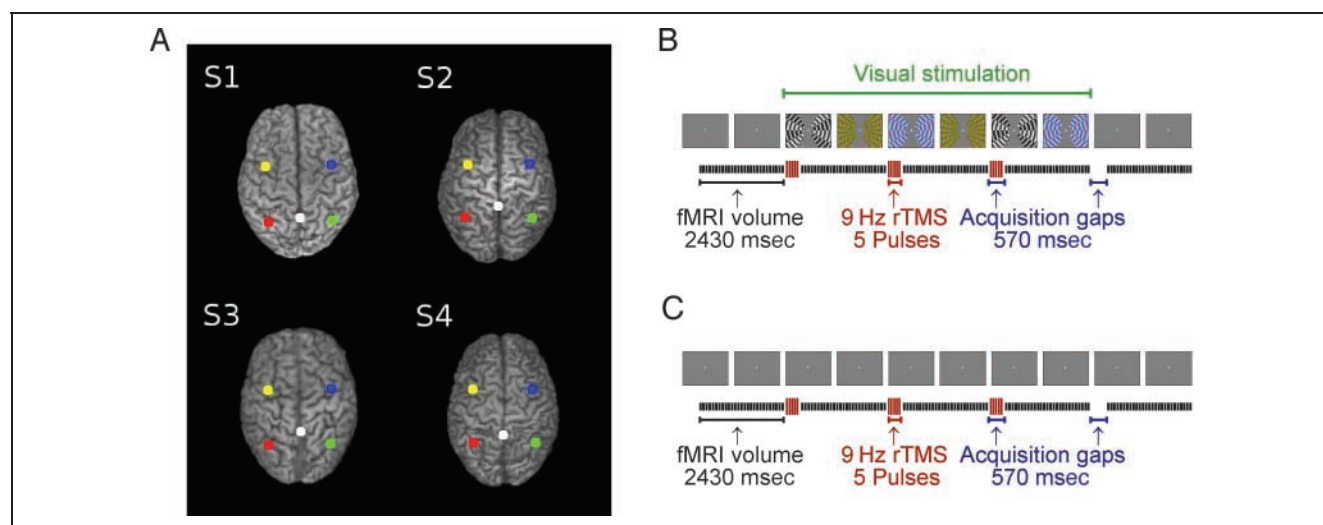 A
S1
S2
S3
S4
B
Visual stimulation
fMRI volume
2430 msec
9 Hz rTMS
5 Pulses
Acquisition gaps
570 msec
C
fMRI volume
2430 msec
9 Hz rTMS
5 Pulses
Acquisition gaps
570 msec